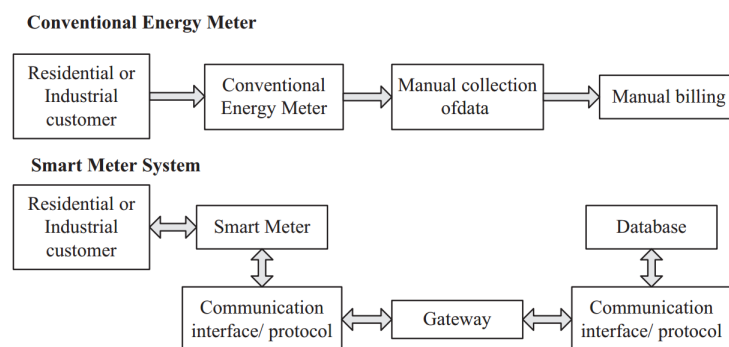 Conventional Energy Meter
Residential or
Industrial
customer
Conventional
Energy Meter
Manual collection
ofdata
Manual billing
Smart Meter System
Residential or
Industrial
customer
Smart Meter
Database
Communication
interface/ protocol
Gateway
Communication
interface/ protocol